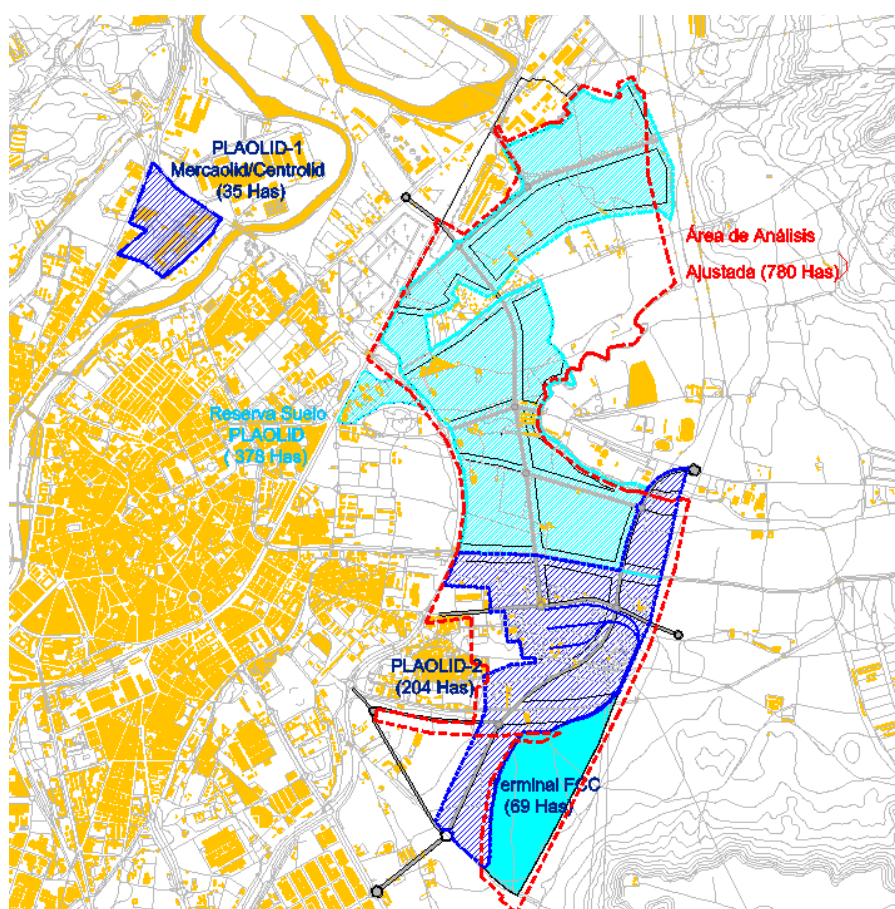 PLAOLID-1
Mercaolid/Centrolid
(35 Has)
Área de Análisis
Ajustada (780 Has)
Reserva Suelo
PLAOLID
( 378 Has)
PLAOLID-2
(204 Has)
Terminal FCC
(69 Has)